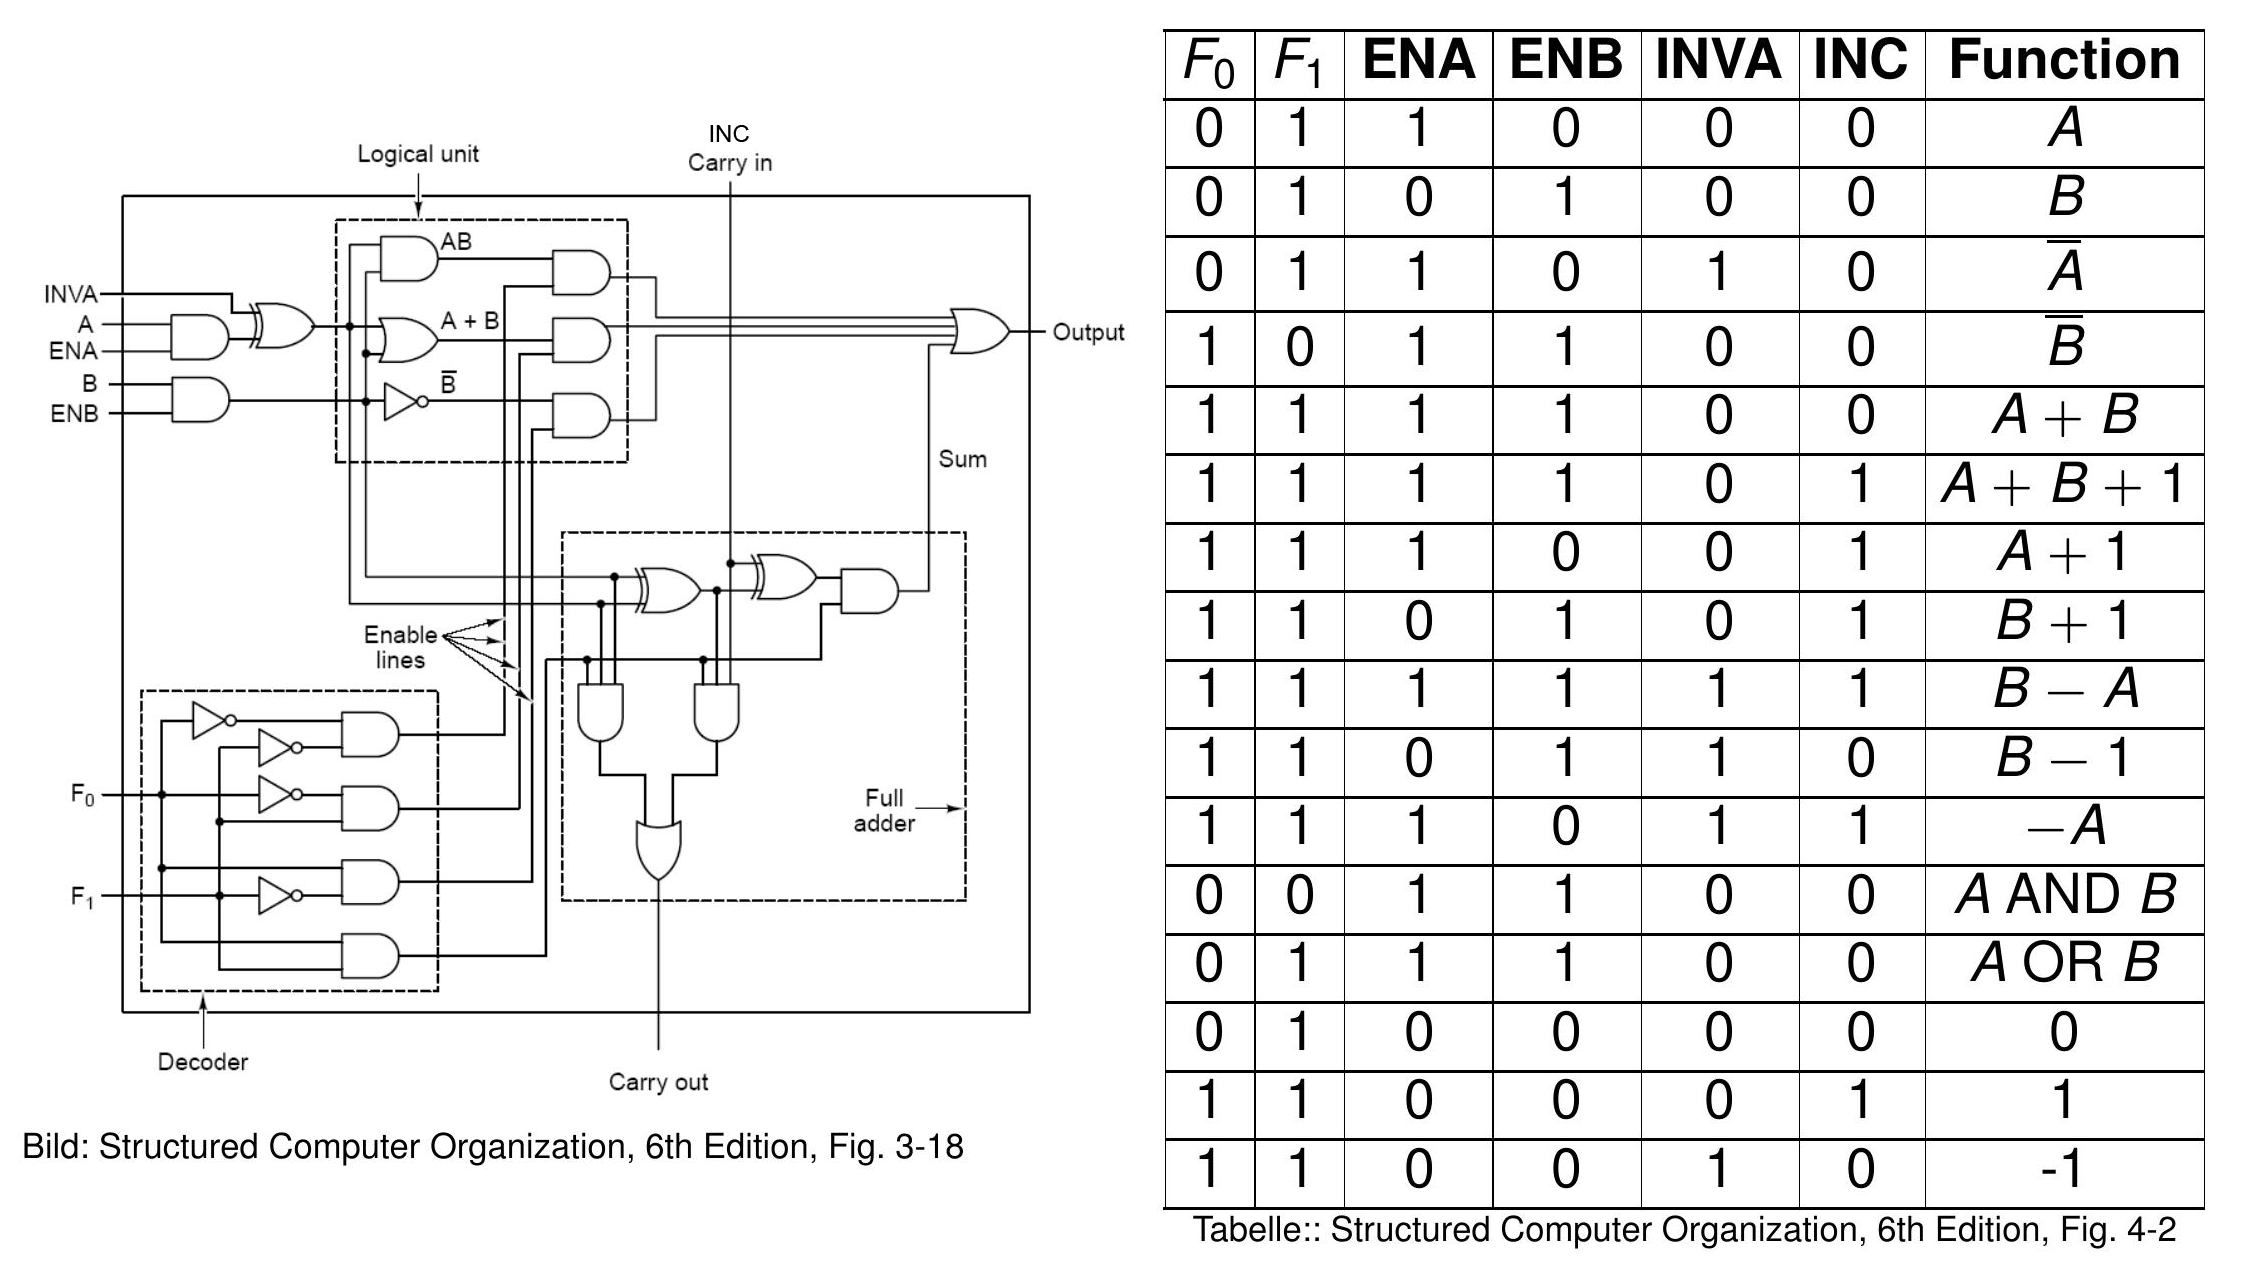 INC
Carry in
Logical unit
AB
INVA
A
ENA
A + B
B
ENB
B̅
Output
Sum
Enable
lines
F₀
F₁
Full
adder
Decoder
Carry out
Bild: Structured Computer Organization, 6th Edition, Fig. 3-18
F₀ F₁ ENA ENB INVA INC Function
0 1 1 0 0 0 A
0 1 0 1 0 0 B
0 1 1 0 1 0 A̅
1 0 1 1 0 0 B̅
1 1 1 1 0 0 A + B
1 1 1 1 0 1 A + B + 1
1 1 1 0 0 1 A + 1
1 1 0 1 0 1 B + 1
1 1 1 1 1 1 B − A
1 1 0 1 1 0 B − 1
1 1 1 0 1 1 −A
0 0 1 1 0 0 A AND B
0 1 1 1 0 0 A OR B
0 1 0 0 0 0 0
1 1 0 0 0 1 1
1 1 0 0 1 0 -1
Tabelle:: Structured Computer Organization, 6th Edition, Fig. 4-2